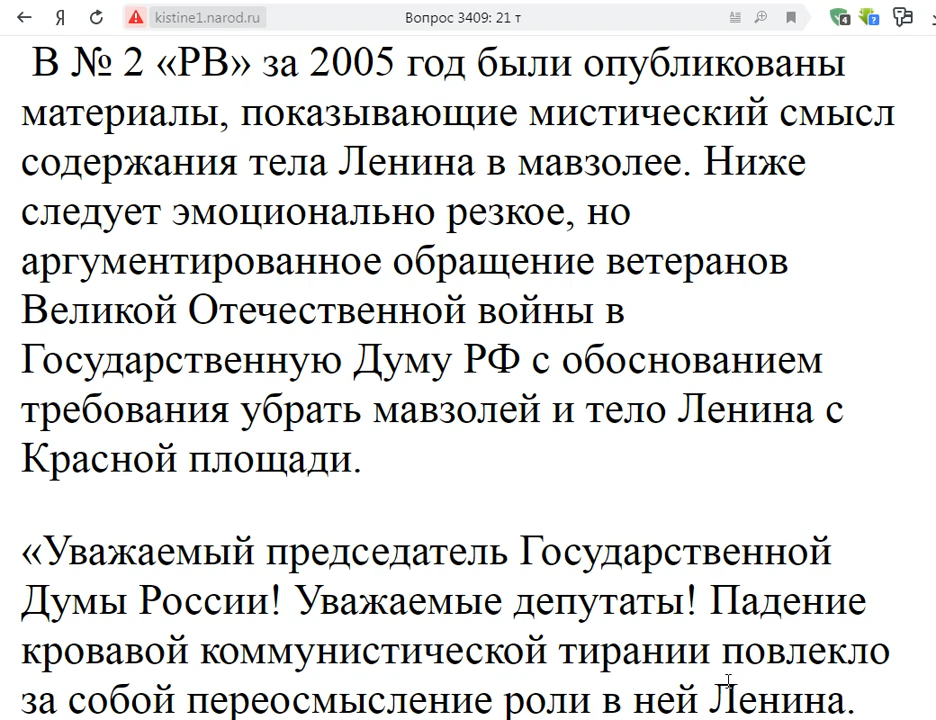 Я kistine1.narod.ru Вопрос 3409: 21 т 4 ?
В № 2 «РВ» за 2005 год были опубликованы
материалы, показывающие мистический смысл
содержания тела Ленина в мавзолее. Ниже
следует эмоционально резкое, но
аргументированное обращение ветеранов
Великой Отечественной войны в
Государственную Думу РФ с обоснованием
требования убрать мавзолей и тело Ленина с
Красной площади.
«Уважаемый председатель Государственной
Думы России! Уважаемые депутаты! Падение
кровавой коммунистической тирании повлекло
за собой переосмысление роли в ней Ленина.